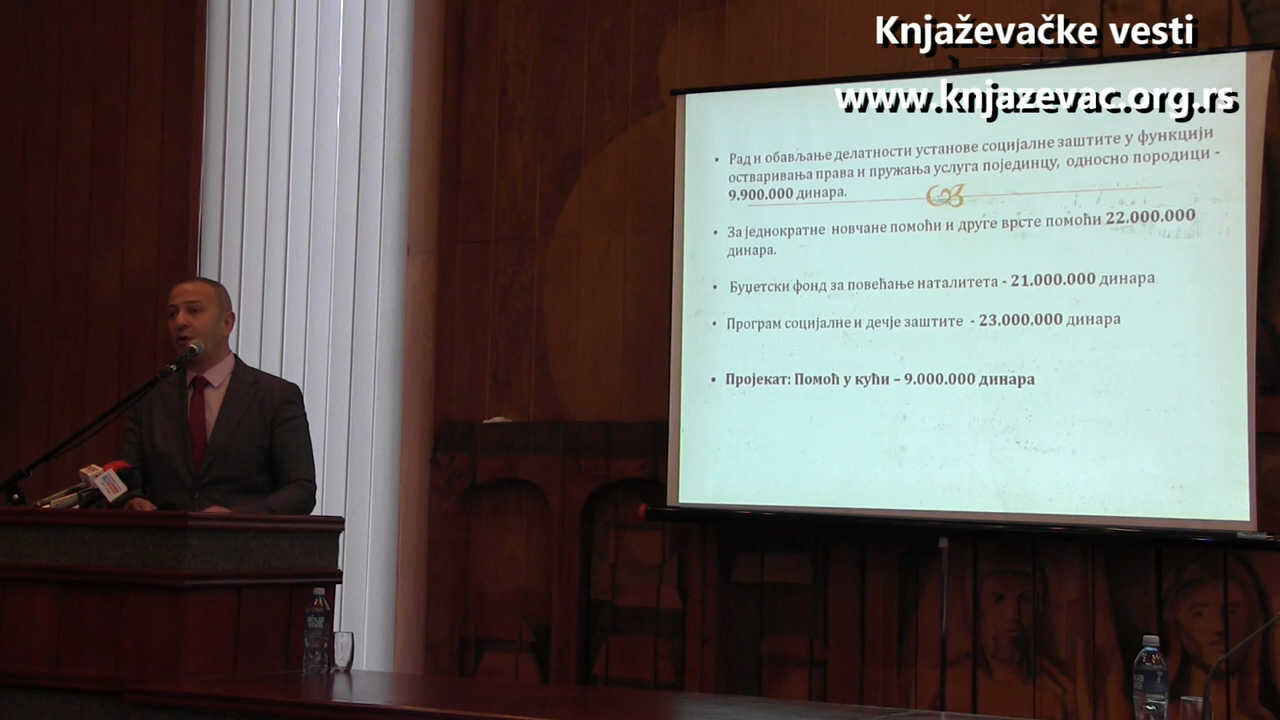 Knjaževačke vesti
www.knjazevac.org.rs
• Рад и обављање делатности установе социјалне заштите у функцији
остваривања права и пружања услуга појединцу, односно породици -
9.900.000 динара.
• За једнократне новчане помоћи и друге врсте помоћи 22.000.000
динара.
• Буџетски фонд за повећање наталитета - 21.000.000 динара
• Програм социјалне и дечје заштите - 23.000.000 динара
• Пројекат: Помоћ у кући – 9.000.000 динара